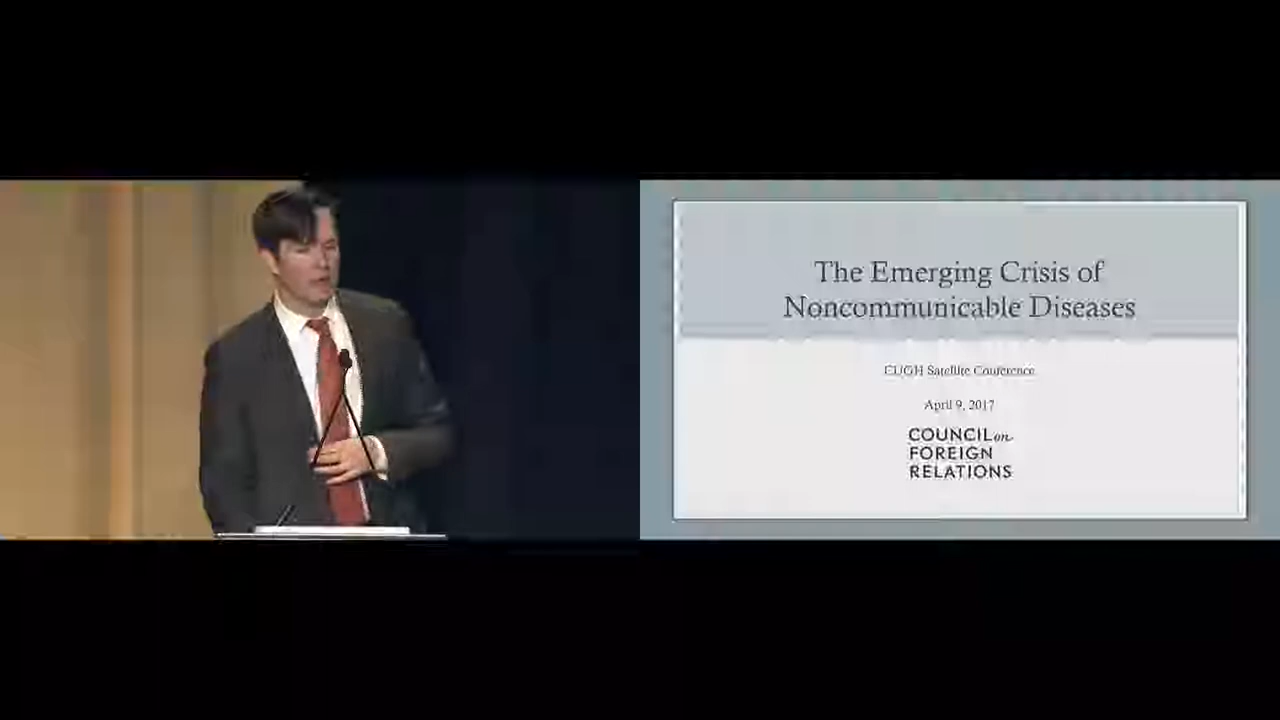 The Emerging Crisis of
Noncommunicable Diseases
CUGH Satellite Conference
April 9, 2017
COUNCIL on
FOREIGN
RELATIONS